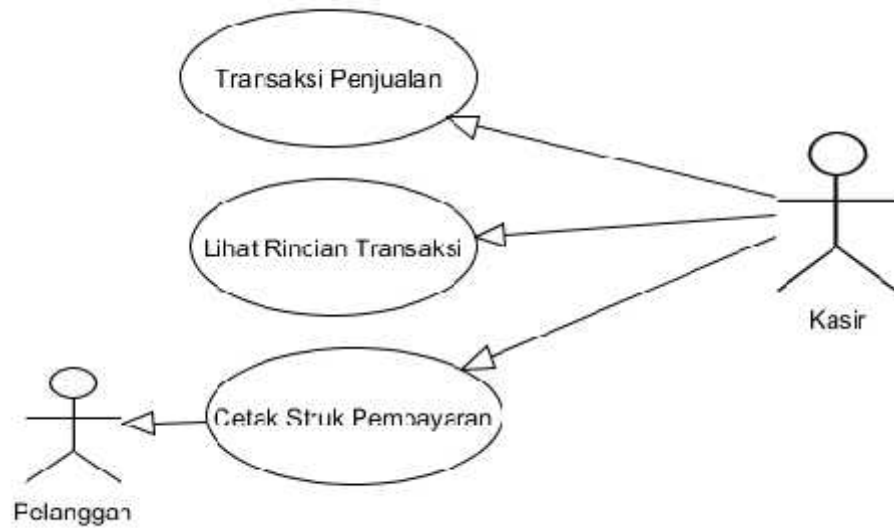 Transaksi Penjualan
Lihat Rincian Transaksi
Kasir
Cetak Struk Pembayaran
Pelanggan